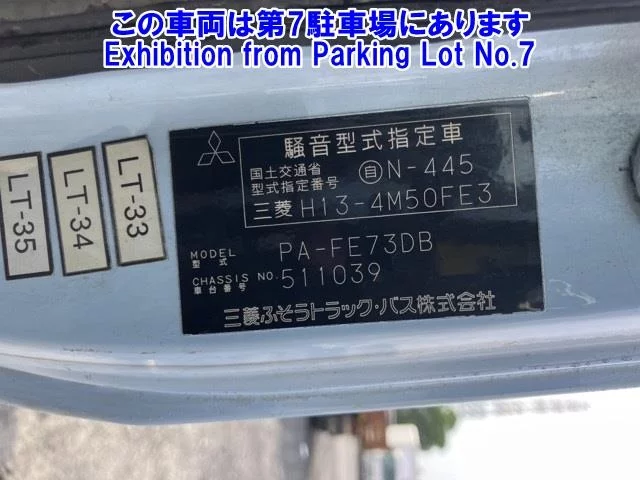 この車両は第7駐車場にあります
Exhibition from Parking Lot No.7
騒音型式指定車
国土交通省
型式指定番号
自 N-445
三菱 H13-4M50FE3
MODEL
型式
PA-FE73DB
CHASSIS NO.
車台番号
511039
三菱ふそうトラック・バス株式会社
LT-35
LT-34
LT-33